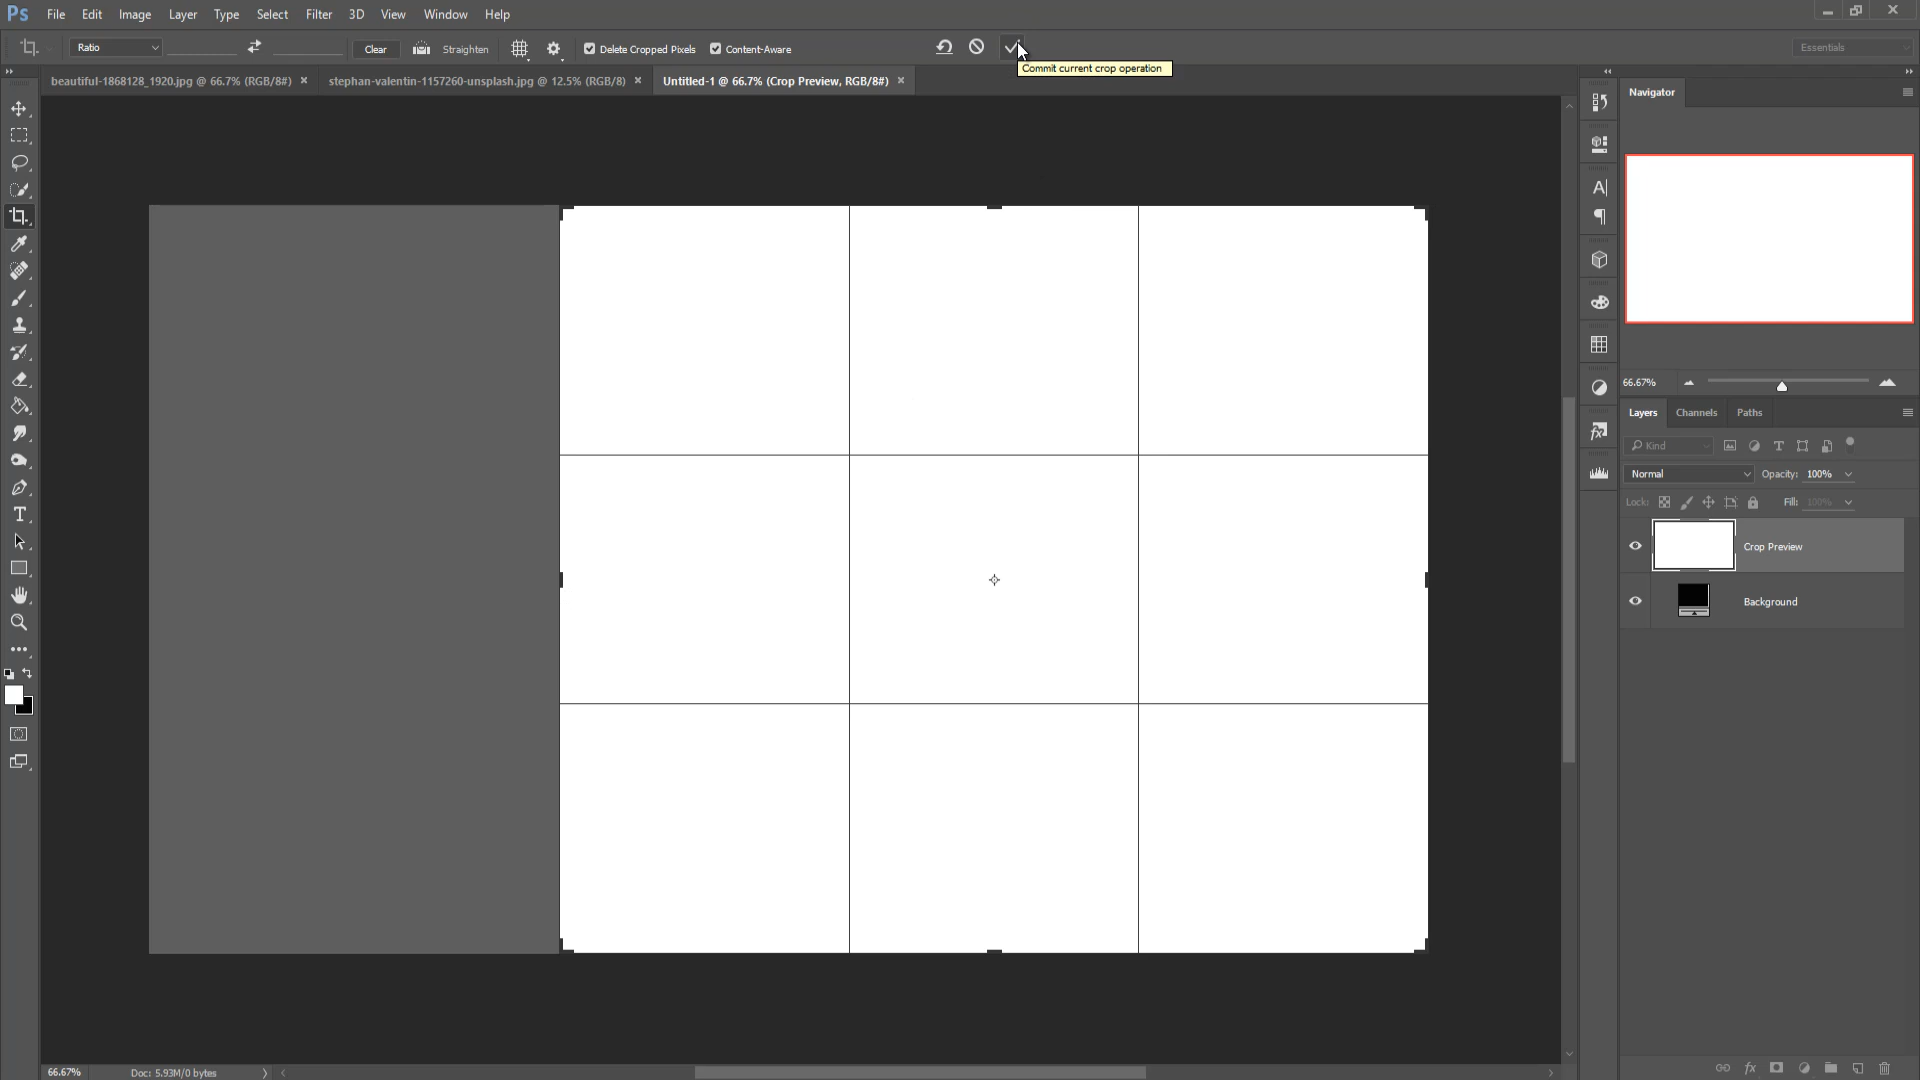 Ps File Edit Image Layer Type Select Filter 3D View Window Help
Ratio Clear Straighten Delete Cropped Pixels Content-Aware Essentials
Commit current crop operation
beautiful-1868128_1920.jpg @ 66.7% (RGB/8#) × stephan-valentin-1157260-unsplash.jpg @ 12.5% (RGB/8) × Untitled-1 @ 66.7% (Crop Preview, RGB/8#) ×
Navigator
66.67%
Layers Channels Paths
Kind
Normal Opacity: 100%
Lock: Fill: 100%
Crop Preview
Background
66.67% Doc: 5.93M/0 bytes